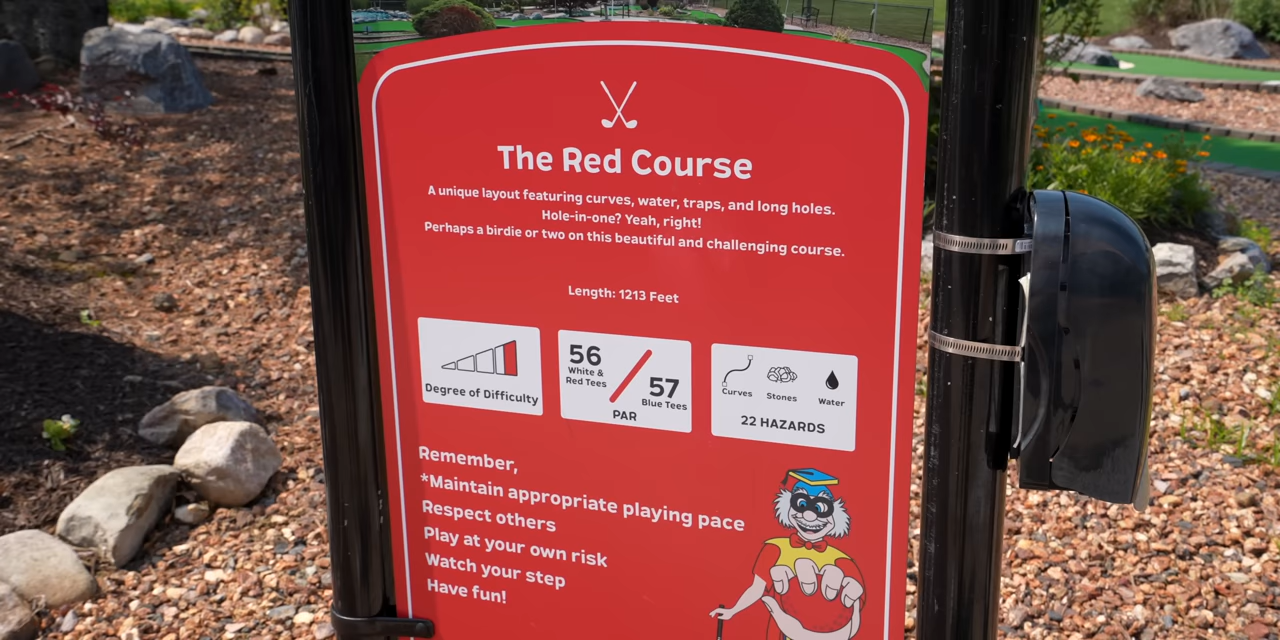 The Red Course
A unique layout featuring curves, water, traps, and long holes.
Hole-in-one? Yeah, right!
Perhaps a birdie or two on this beautiful and challenging course.
Length: 1213 Feet
Degree of Difficulty
56
White &
Red Tees
57
Blue Tees
PAR
Curves
Stones
Water
22 HAZARDS
Remember,
*Maintain appropriate playing pace
Respect others
Play at your own risk
Watch your step
Have fun!